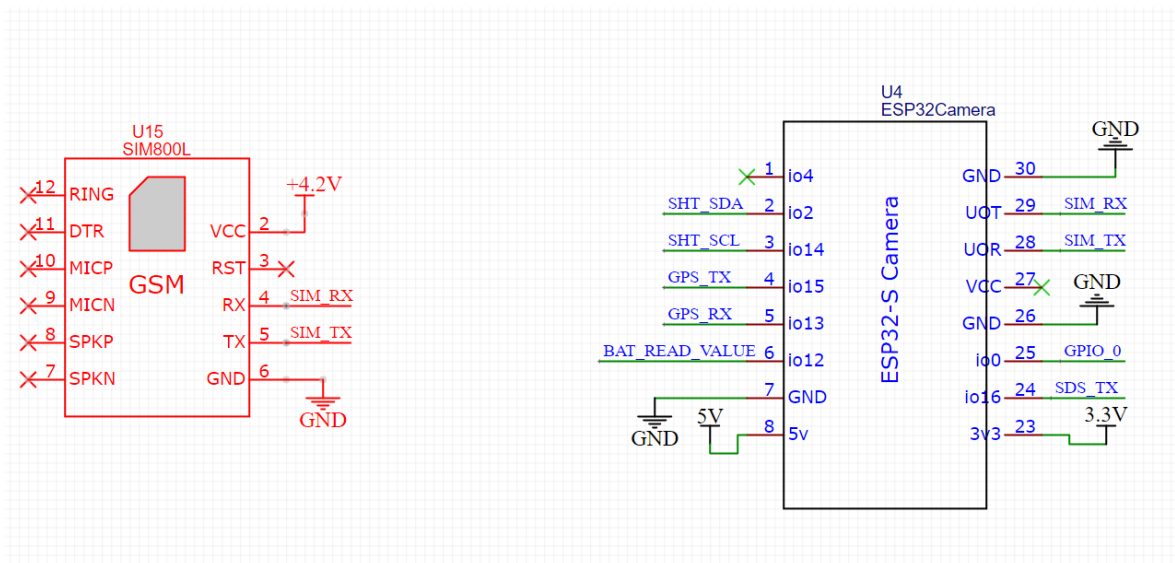 U15
SIM800L
12 RING
11 DTR
10 MICP
9 MICN
8 SPKP
7 SPKN
GSM
+4.2V
VCC 2
RST 3
RX 4 SIM_RX
TX 5 SIM_TX
GND 6
GND
U4
ESP32Camera
ESP32-S Camera
1 io4
SHT_SDA 2 io2
SHT_SCL 3 io14
GPS_TX 4 io15
GPS_RX 5 io13
BAT_READ_VALUE 6 io12
7 GND
GND
5V
8 5v
GND
GND 30
UOT 29 SIM_RX
UOR 28 SIM_TX
VCC 27
GND
GND 26
io0 25 GPIO_0
io16 24 SDS_TX
3.3V
3v3 23